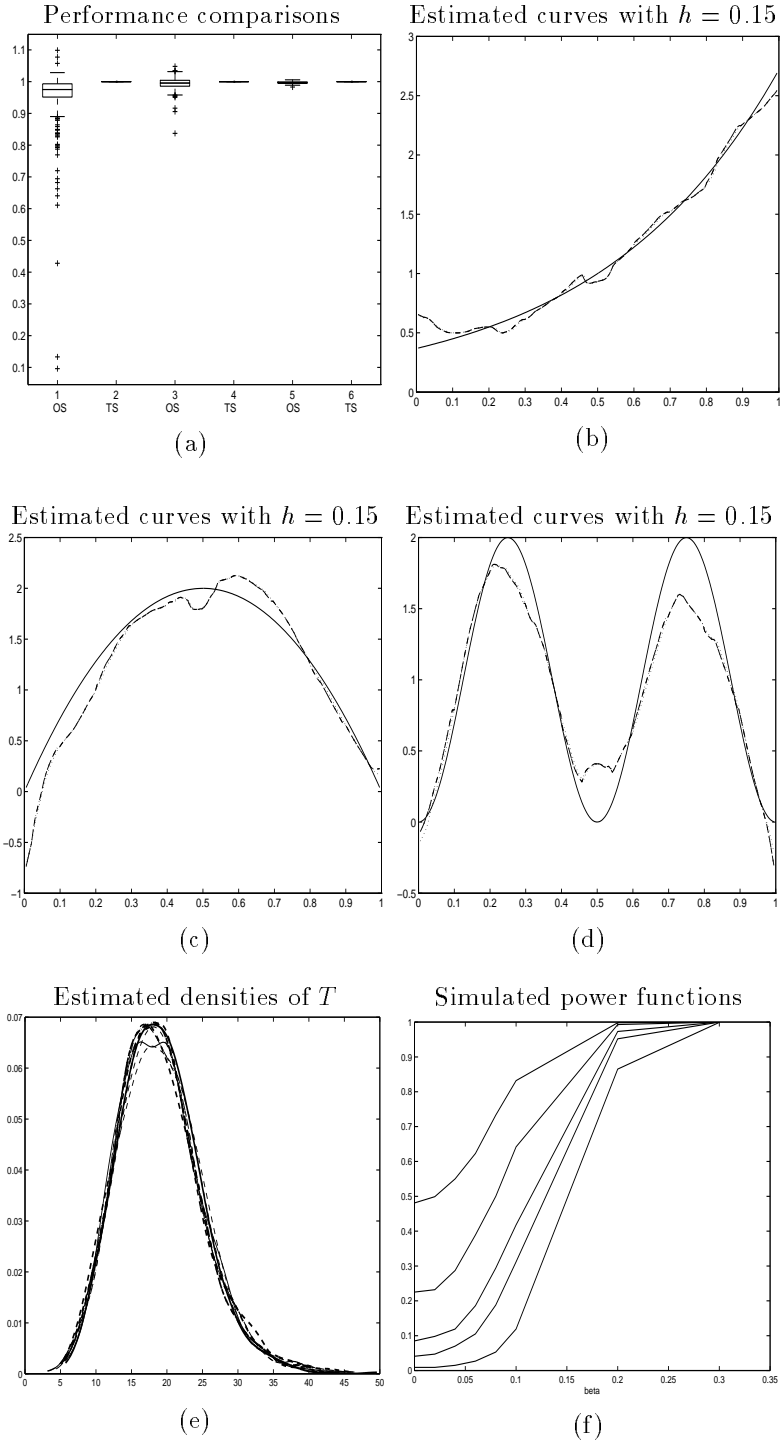 Performance comparisons
1.1
1
0.9
0.8
0.7
0.6
0.5
0.4
0.3
0.2
0.1
1 2 3 4 5 6
OS TS OS TS OS TS
(a)
Estimated curves with h = 0.15
3
2.5
2
1.5
1
0.5
0
0 0.1 0.2 0.3 0.4 0.5 0.6 0.7 0.8 0.9 1
(b)
Estimated curves with h = 0.15
2.5
2
1.5
1
0.5
0
−0.5
−1
0 0.1 0.2 0.3 0.4 0.5 0.6 0.7 0.8 0.9 1
(c)
Estimated curves with h = 0.15
2
1.5
1
0.5
0
−0.5
0 0.1 0.2 0.3 0.4 0.5 0.6 0.7 0.8 0.9 1
(d)
Estimated densities of T
0.07
0.06
0.05
0.04
0.03
0.02
0.01
0
0 5 10 15 20 25 30 35 40 45 50
(e)
Simulated power functions
1
0.9
0.8
0.7
0.6
0.5
0.4
0.3
0.2
0.1
0
0 0.05 0.1 0.15 0.2 0.25 0.3 0.35
beta
(f)